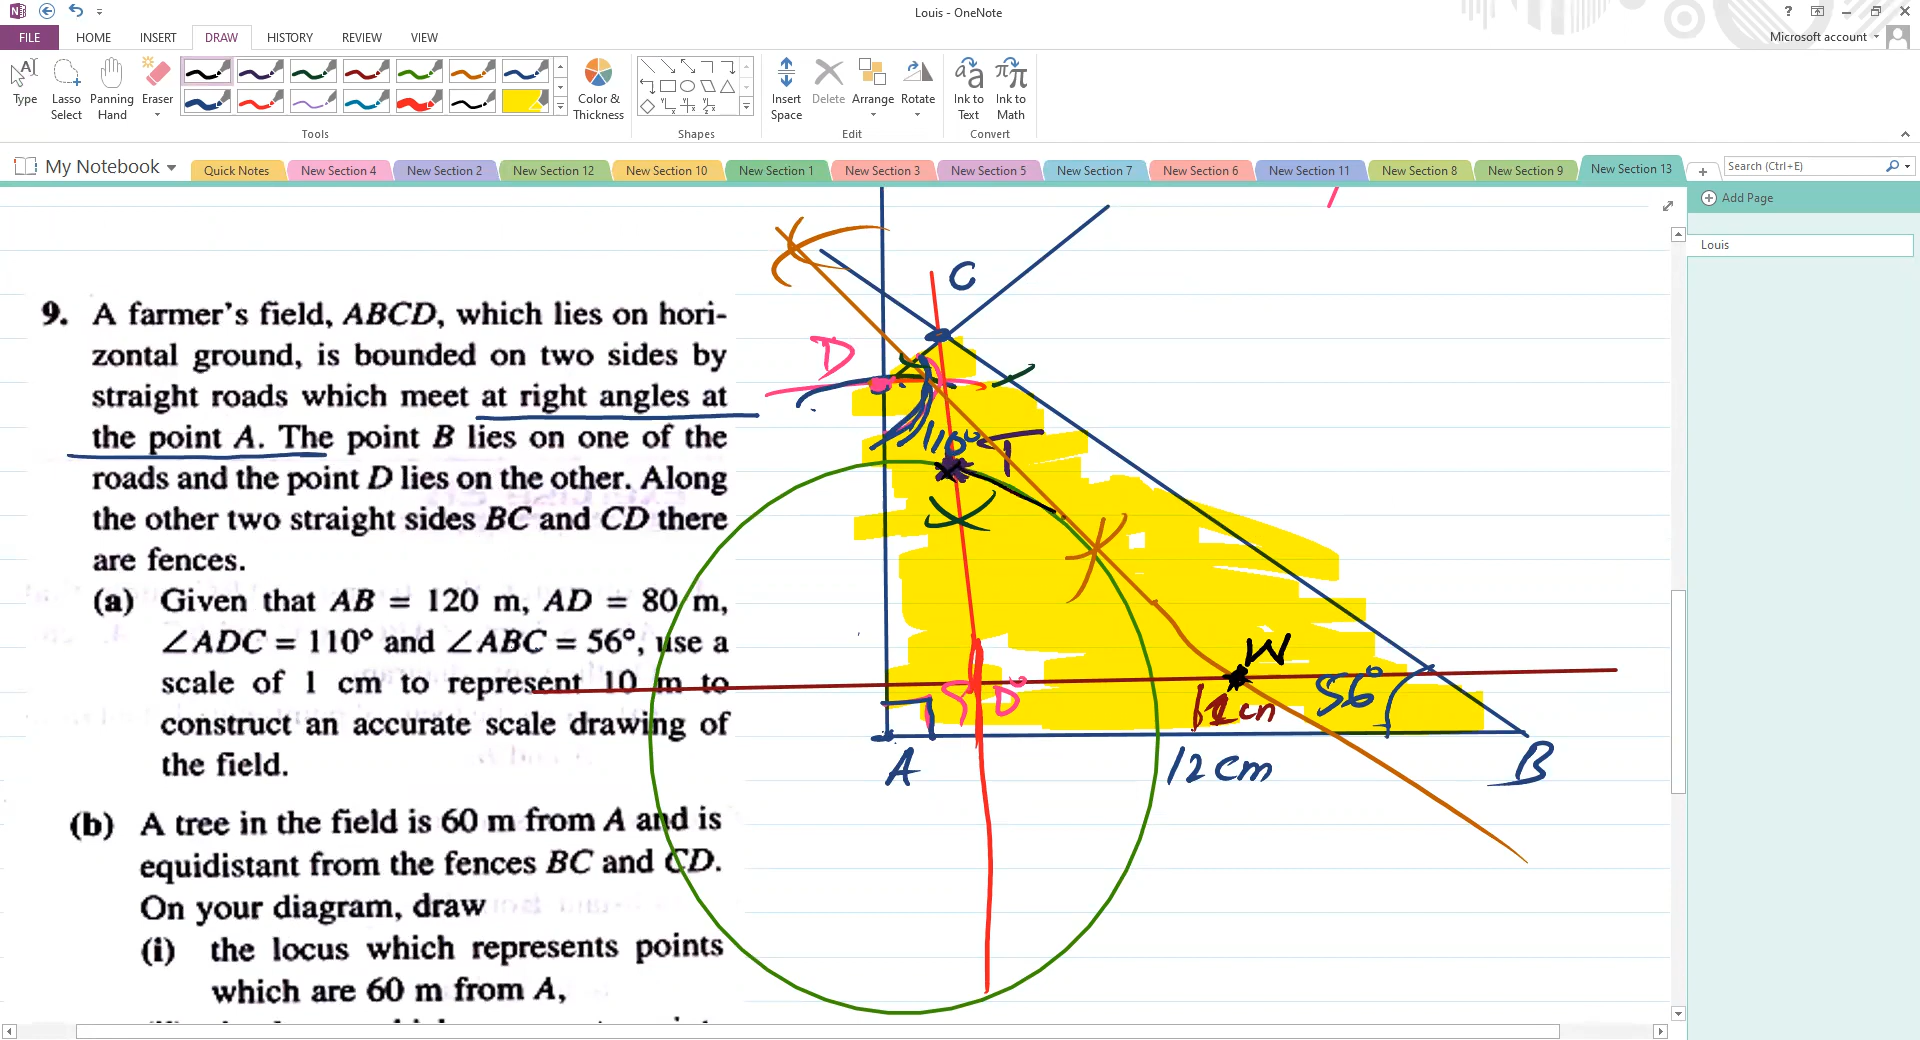 Louis - OneNote
Microsoft account
FILE HOME INSERT DRAW HISTORY REVIEW VIEW
Type
Lasso Select
Panning Hand
Eraser
Color & Thickness
Insert Space
Delete
Arrange
Rotate
Ink to Text
Ink to Math
Tools
Shapes
Edit
Convert
My Notebook
Quick Notes New Section 4 New Section 2 New Section 12 New Section 10 New Section 1 New Section 3 New Section 5 New Section 7 New Section 6 New Section 11 New Section 8 New Section 9 New Section 13
Search (Ctrl+E)
Add Page
Louis
9. A farmer's field, ABCD, which lies on hori-
zontal ground, is bounded on two sides by
straight roads which meet at right angles at
the point A. The point B lies on one of the
roads and the point D lies on the other. Along
the other two straight sides BC and CD there
are fences.
(a) Given that AB = 120 m, AD = 80 m,
∠ADC = 110° and ∠ABC = 56°, use a
scale of 1 cm to represent 10 m to
construct an accurate scale drawing of
the field.
(b) A tree in the field is 60 m from A and is
equidistant from the fences BC and CD.
On your diagram, draw
(i) the locus which represents points
which are 60 m from A,
C
D
110°
T
W
56°
A
12 cm
B